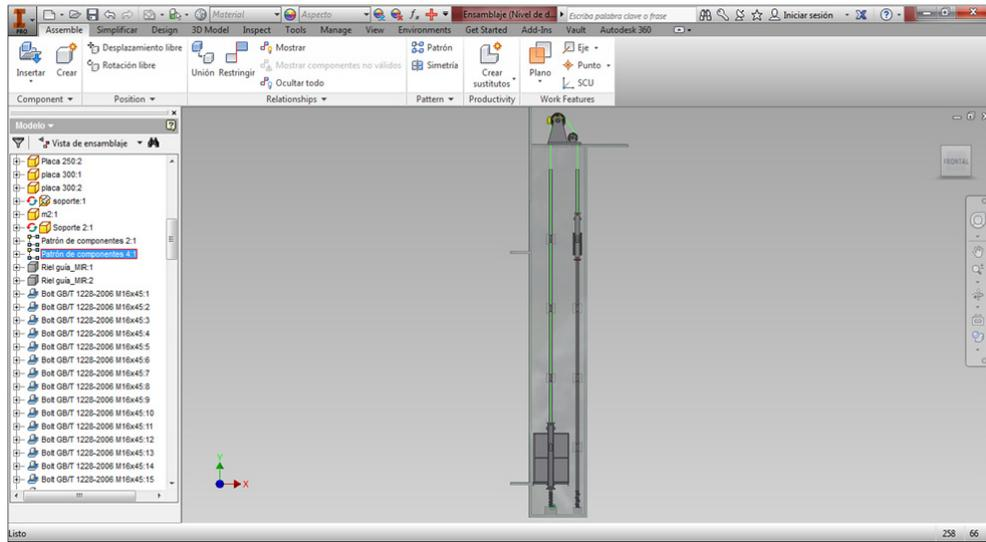 Material Aspecto Ensamblaje (Nivel de d... Escriba palabra clave o frase Iniciar sesión
PRO Assemble Simplificar Design 3D Model Inspect Tools Manage View Environments Get Started Add-Ins Vault Autodesk 360
Insertar Crear Desplazamiento libre Rotación libre
Unión Restringir Mostrar Mostrar componentes no válidos Ocultar todo
Patrón Simetría
Crear sustitutos
Plano Eje Punto SCU
Component Position Relationships Pattern Productivity Work Features
Modelo
Vista de ensamblaje
Placa 250:2
placa 300:1
placa 300:2
soporte:1
m2:1
Soporte 2:1
Patrón de componentes 2:1
Patrón de componentes 4:1
Riel guía_MIR:1
Riel guía_MIR:2
Bolt GB/T 1228-2006 M16x45:1
Bolt GB/T 1228-2006 M16x45:2
Bolt GB/T 1228-2006 M16x45:3
Bolt GB/T 1228-2006 M16x45:4
Bolt GB/T 1228-2006 M16x45:5
Bolt GB/T 1228-2006 M16x45:6
Bolt GB/T 1228-2006 M16x45:7
Bolt GB/T 1228-2006 M16x45:8
Bolt GB/T 1228-2006 M16x45:9
Bolt GB/T 1228-2006 M16x45:10
Bolt GB/T 1228-2006 M16x45:11
Bolt GB/T 1228-2006 M16x45:12
Bolt GB/T 1228-2006 M16x45:13
Bolt GB/T 1228-2006 M16x45:14
Bolt GB/T 1228-2006 M16x45:15
FRONTAL
Y
X
Listo
258 66